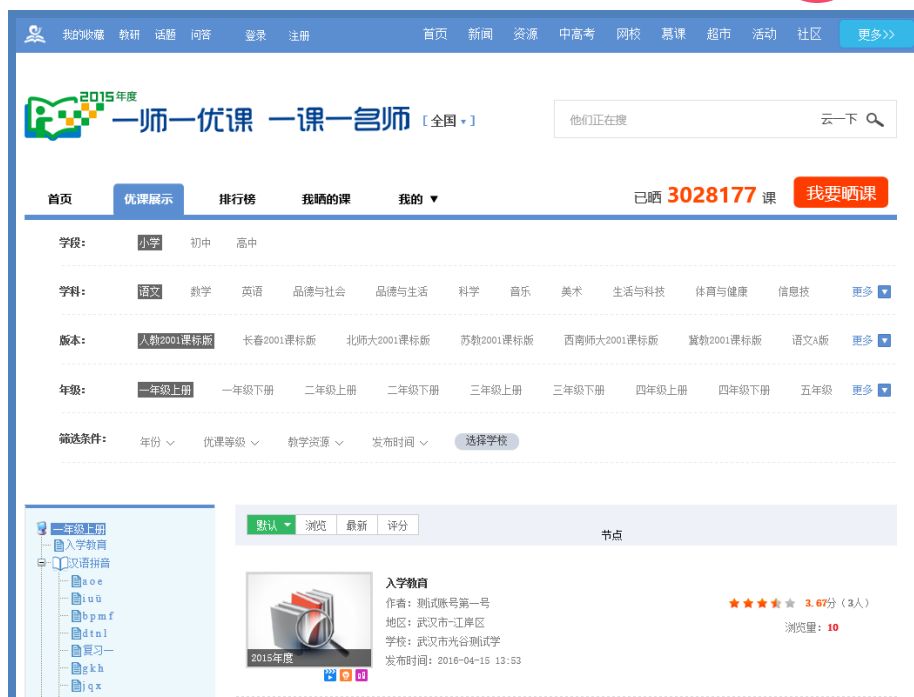 我的收藏 教研 话题 问答 登录 注册 首页 新闻 资源 中高考 网校 慕课 超市 活动 社区 更多>>
2015年度
一师一优课 一课一名师 [全国▼]
他们正在搜 云一下
首页 优课展示 排行榜 我晒的课 我的 ▼ 已晒 3028177 课 我要晒课
学段: 小学 初中 高中
学科: 语文 数学 英语 品德与社会 品德与生活 科学 音乐 美术 生活与科技 体育与健康 信息技 更多
版本: 人教2001课标版 长春2001课标版 北师大2001课标版 苏教2001课标版 西南师大2001课标版 冀教2001课标版 语文A版 更多
年级: 一年级上册 一年级下册 二年级上册 二年级下册 三年级上册 三年级下册 四年级上册 四年级下册 五年级 更多
筛选条件: 年份 优课等级 教学资源 发布时间 选择学校
一年级上册
入学教育
汉语拼音
a o e
i u ü
b p m f
d t n l
复习一
g k h
j q x
默认 浏览 最新 评分
节点
2015年度
入学教育
作者: 测试账号第一号
地区: 武汉市-江岸区
学校: 武汉市光谷测试学
发布时间: 2016-04-15 13:53
3.67分 (3人)
浏览量: 10